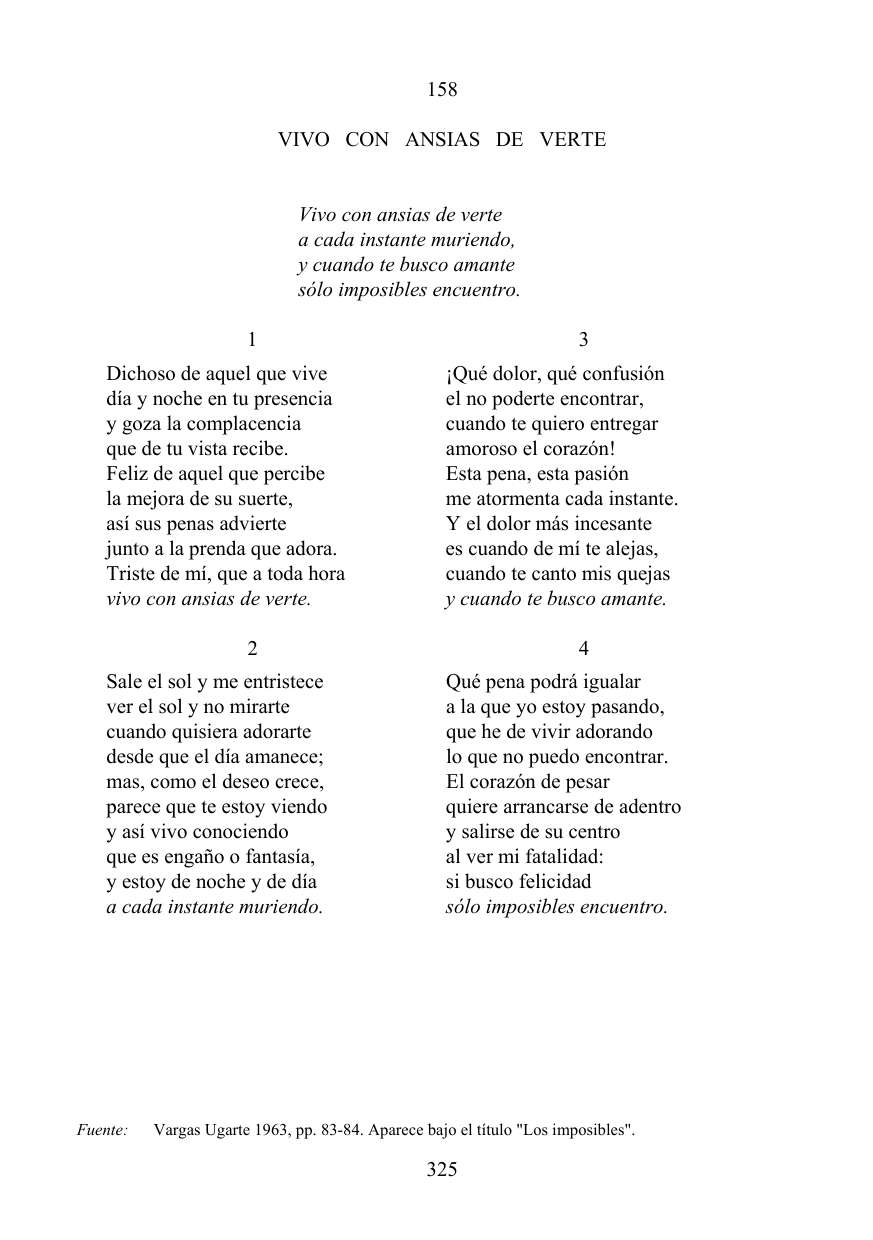 158
VIVO CON ANSIAS DE VERTE
Vivo con ansias de verte
a cada instante muriendo,
y cuando te busco amante
sólo imposibles encuentro.
1
Dichoso de aquel que vive
día y noche en tu presencia
y goza la complacencia
que de tu vista recibe.
Feliz de aquel que percibe
la mejora de su suerte,
así sus penas advierte
junto a la prenda que adora.
Triste de mí, que a toda hora
vivo con ansias de verte.
2
Sale el sol y me entristece
ver el sol y no mirarte
cuando quisiera adorarte
desde que el día amanece;
mas, como el deseo crece,
parece que te estoy viendo
y así vivo conociendo
que es engaño o fantasía,
y estoy de noche y de día
a cada instante muriendo.
3
¡Qué dolor, qué confusión
el no poderte encontrar,
cuando te quiero entregar
amoroso el corazón!
Esta pena, esta pasión
me atormenta cada instante.
Y el dolor más incesante
es cuando de mí te alejas,
cuando te canto mis quejas
y cuando te busco amante.
4
Qué pena podrá igualar
a la que yo estoy pasando,
que he de vivir adorando
lo que no puedo encontrar.
El corazón de pesar
quiere arrancarse de adentro
y salirse de su centro
al ver mi fatalidad:
si busco felicidad
sólo imposibles encuentro.
Fuente: Vargas Ugarte 1963, pp. 83-84. Aparece bajo el título "Los imposibles".
325